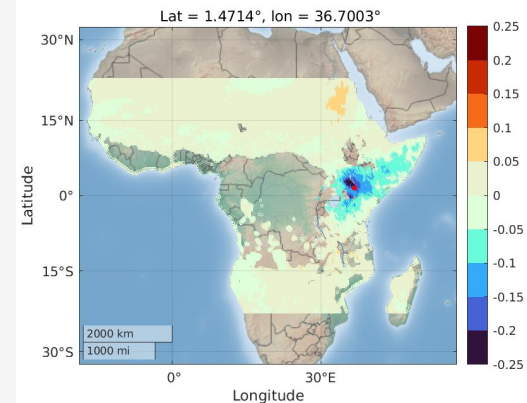 Lat = 1.4714°, lon = 36.7003°
30°N
15°N
0°
15°S
30°S
Latitude
2000 km
1000 mi
0°
30°E
Longitude
0.25
0.2
0.15
0.1
0.05
0
-0.05
-0.1
-0.15
-0.2
-0.25